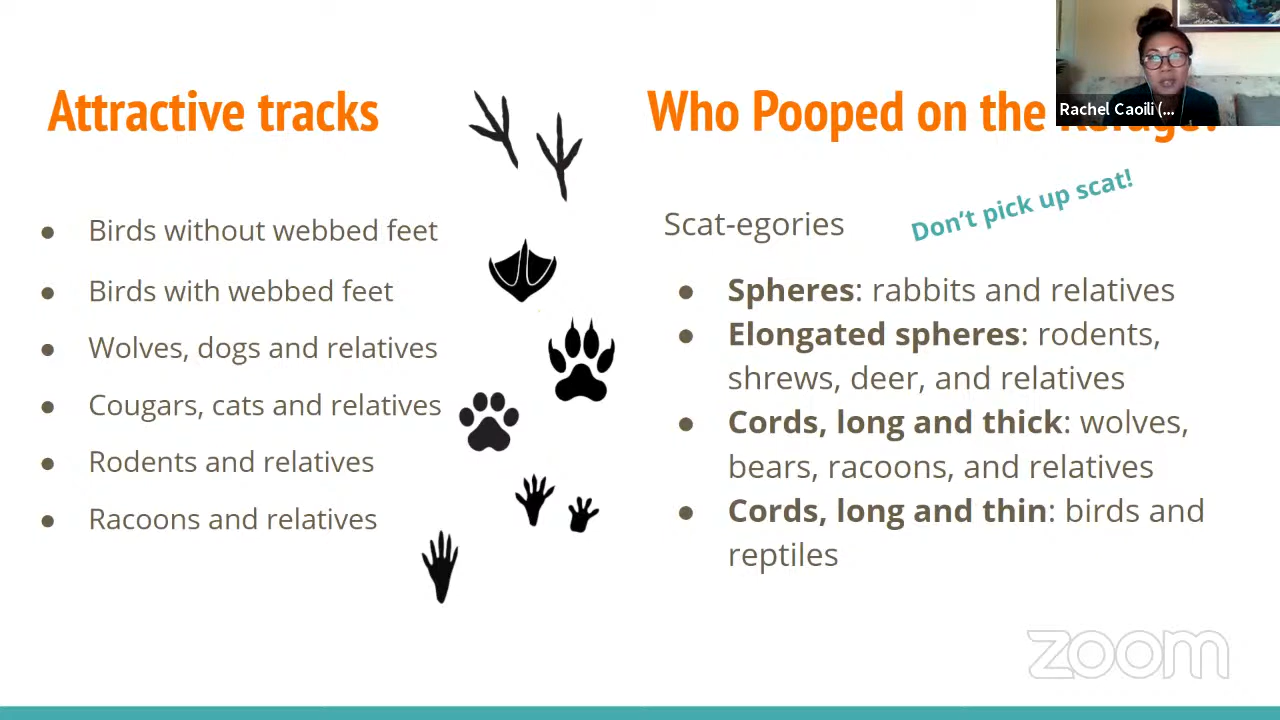 Attractive tracks
Birds without webbed feet
Birds with webbed feet
Wolves, dogs and relatives
Cougars, cats and relatives
Rodents and relatives
Racoons and relatives
Who Pooped on the
Rachel Caoili (...
Don't pick up scat!
Scat-egories
Spheres: rabbits and relatives
Elongated spheres: rodents,
shrews, deer, and relatives
Cords, long and thick: wolves,
bears, racoons, and relatives
Cords, long and thin: birds and
reptiles
zoom